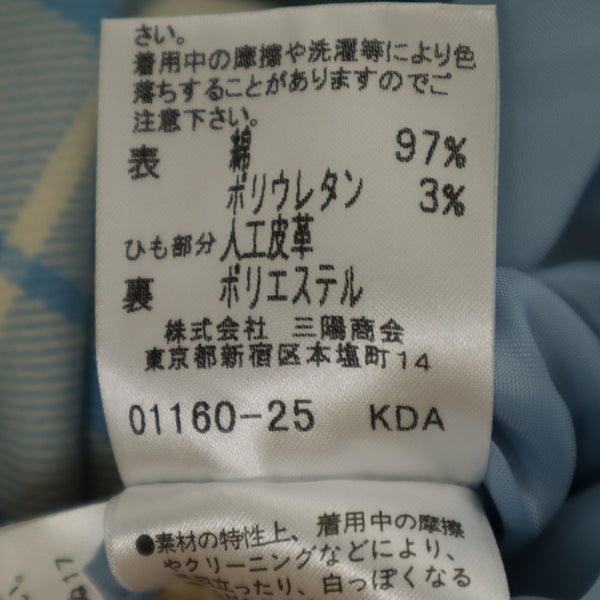 さい。
着用中の摩擦や洗濯等により色
落ちすることがありますのでご
注意下さい。
表 綿 97%
ポリウレタン 3%
ひも部分 人工皮革
裏 ポリエステル
株式会社 三陽商会
東京都新宿区本塩町14
01160-25 KDA
●素材の特性上、着用中の摩擦
やクリーニングなどにより、
立ったり、白っぽくなる